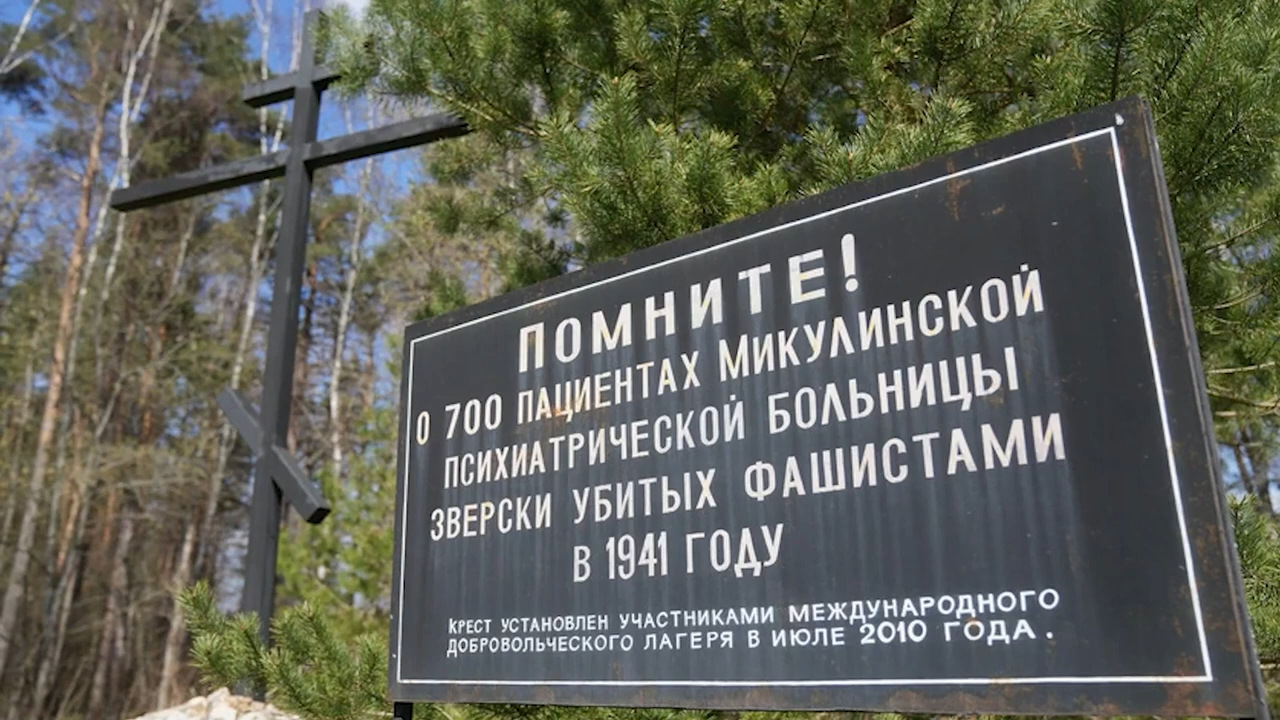 ПОМНИТЕ!
О 700 ПАЦИЕНТАХ МИКУЛИНСКОЙ
ПСИХИАТРИЧЕСКОЙ БОЛЬНИЦЫ
ЗВЕРСКИ УБИТЫХ ФАШИСТАМИ
В 1941 ГОДУ
КРЕСТ УСТАНОВЛЕН УЧАСТНИКАМИ МЕЖДУНАРОДНОГО
ДОБРОВОЛЬЧЕСКОГО ЛАГЕРЯ В ИЮЛЕ 2010 ГОДА.